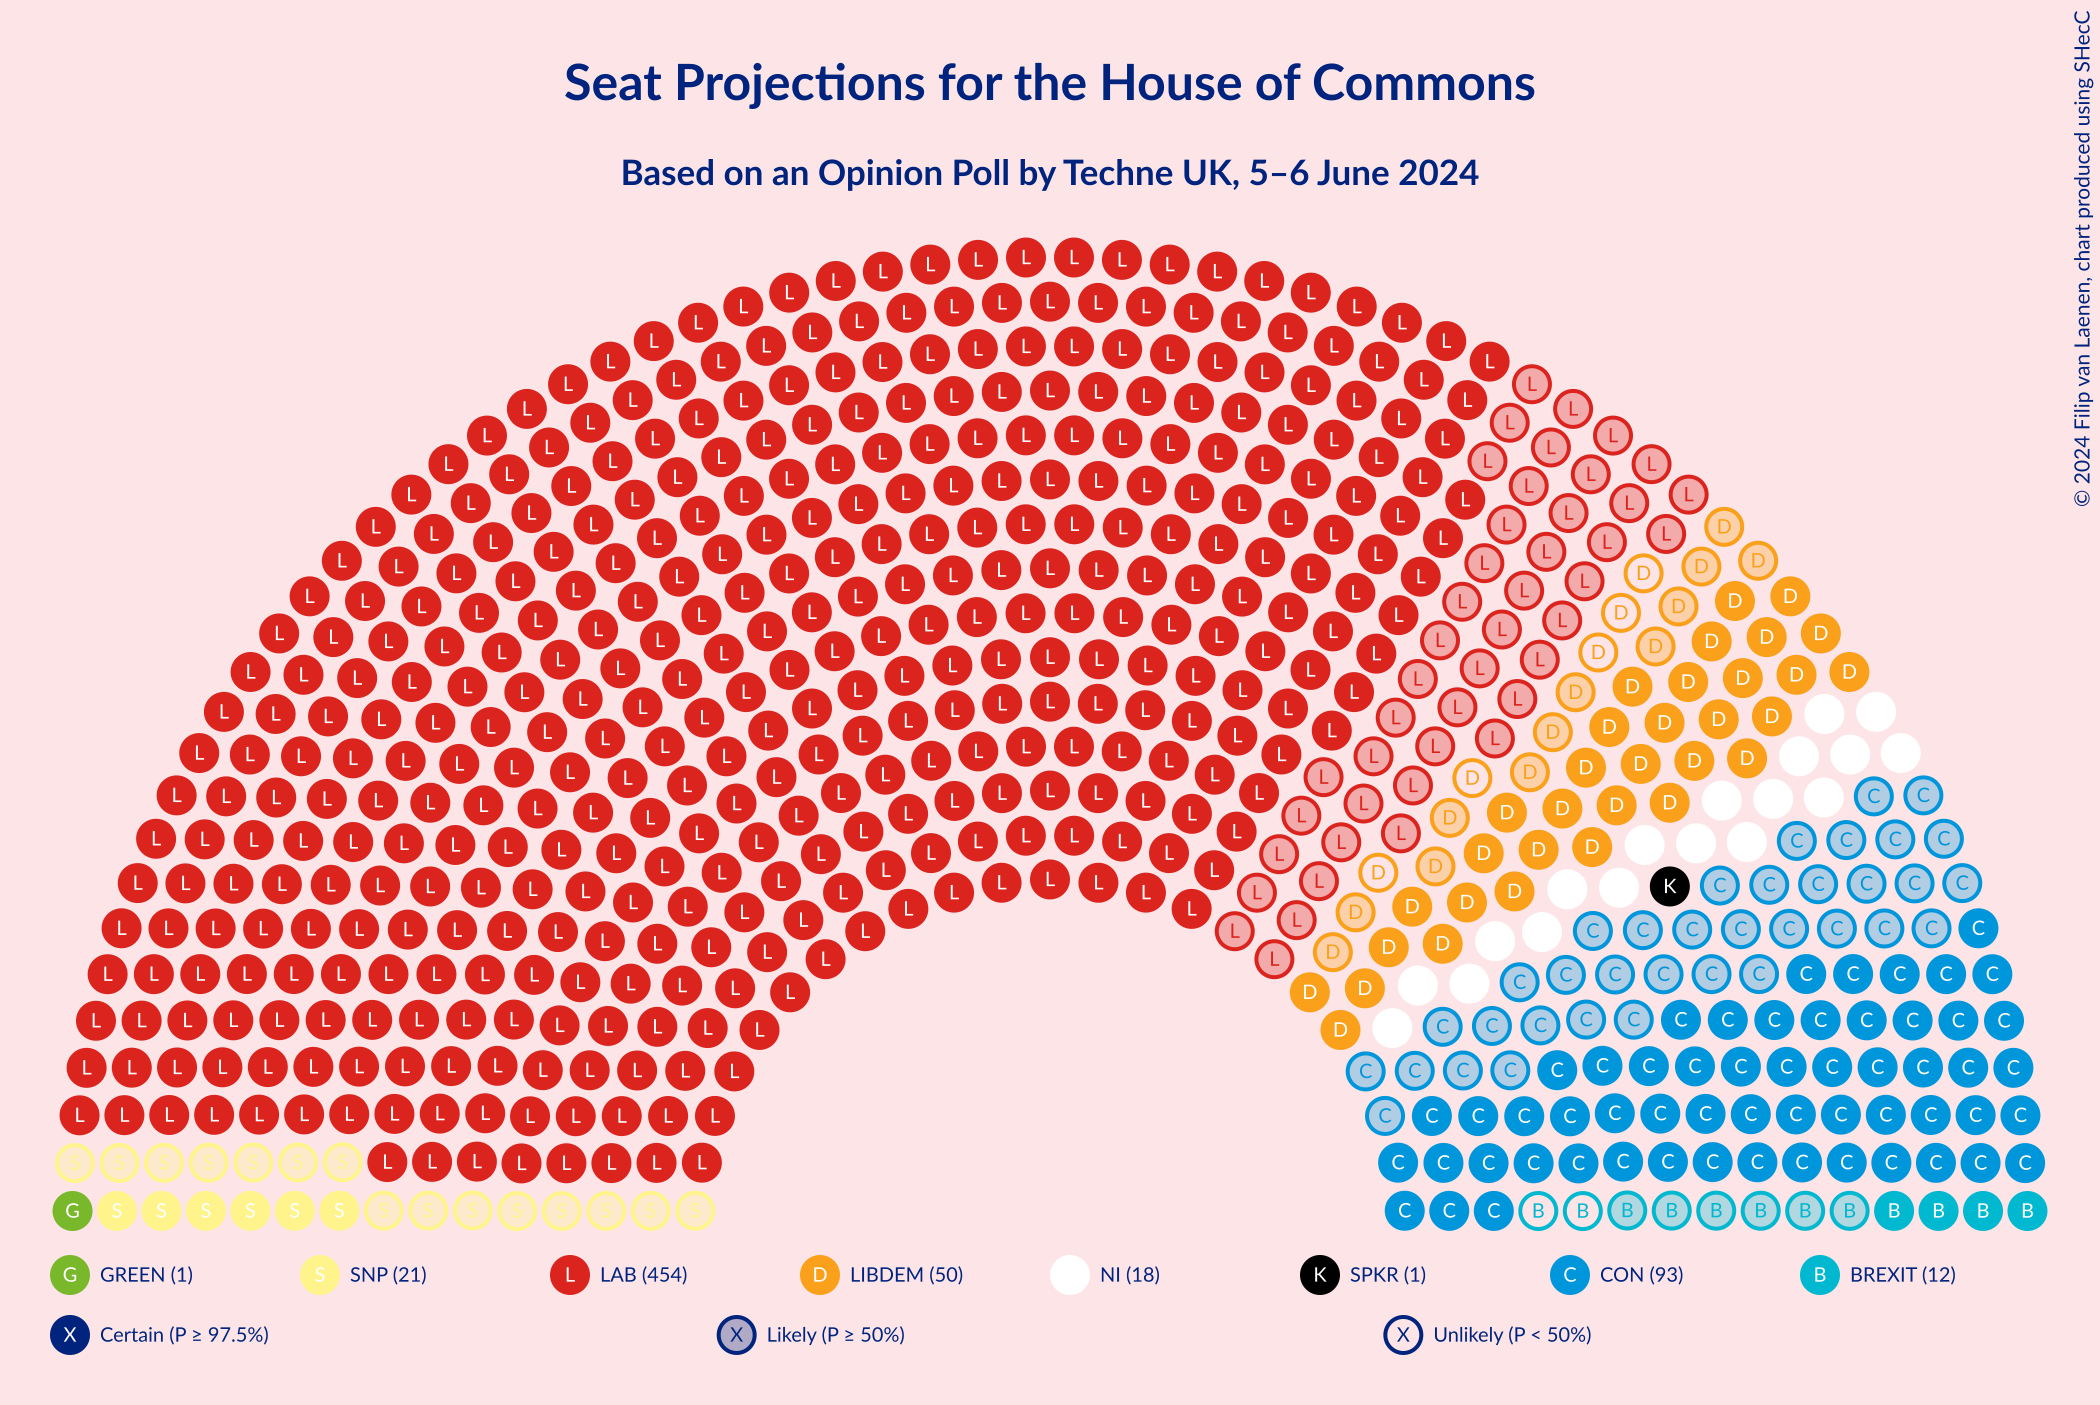 Seat Projections for the House of Commons
Based on an Opinion Poll by Techne UK, 5–6 June 2024
© 2024 Filip van Laenen, chart produced using SHecC
G GREEN (1)
S SNP (21)
L LAB (454)
D LIBDEM (50)
NI (18)
K SPKR (1)
C CON (93)
B BREXIT (12)
X Certain (P ≥ 97.5%)
X Likely (P ≥ 50%)
X Unlikely (P < 50%)